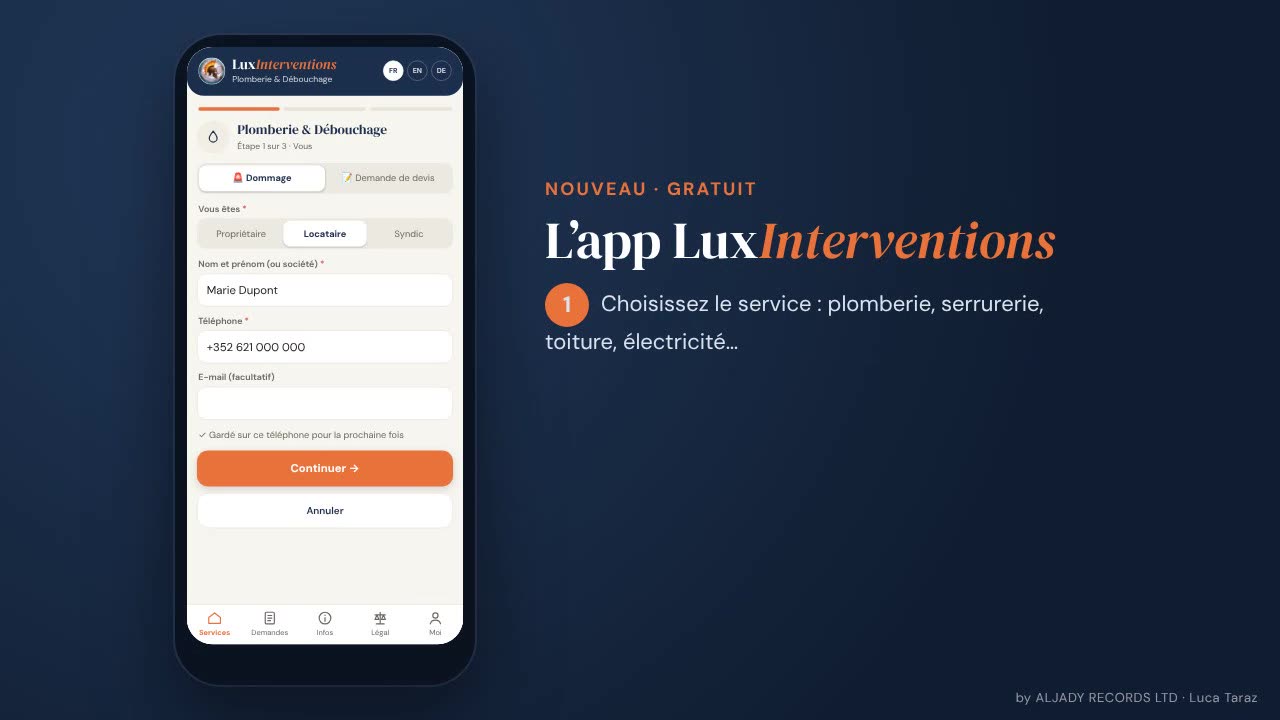 LuxInterventions
Plomberie & Débouchage
FR EN DE
Plomberie & Débouchage
Étape 1 sur 3 · Vous
🚨 Dommage
📝 Demande de devis
Vous êtes *
Propriétaire
Locataire
Syndic
Nom et prénom (ou société) *
Marie Dupont
Téléphone *
+352 621 000 000
E-mail (facultatif)
✓ Gardé sur ce téléphone pour la prochaine fois
Continuer →
Annuler
Services
Demandes
Infos
Légal
Moi
NOUVEAU · GRATUIT
L’app LuxInterventions
1 Choisissez le service : plomberie, serrurerie,
toiture, électricité…
by ALJADY RECORDS LTD · Luca Taraz